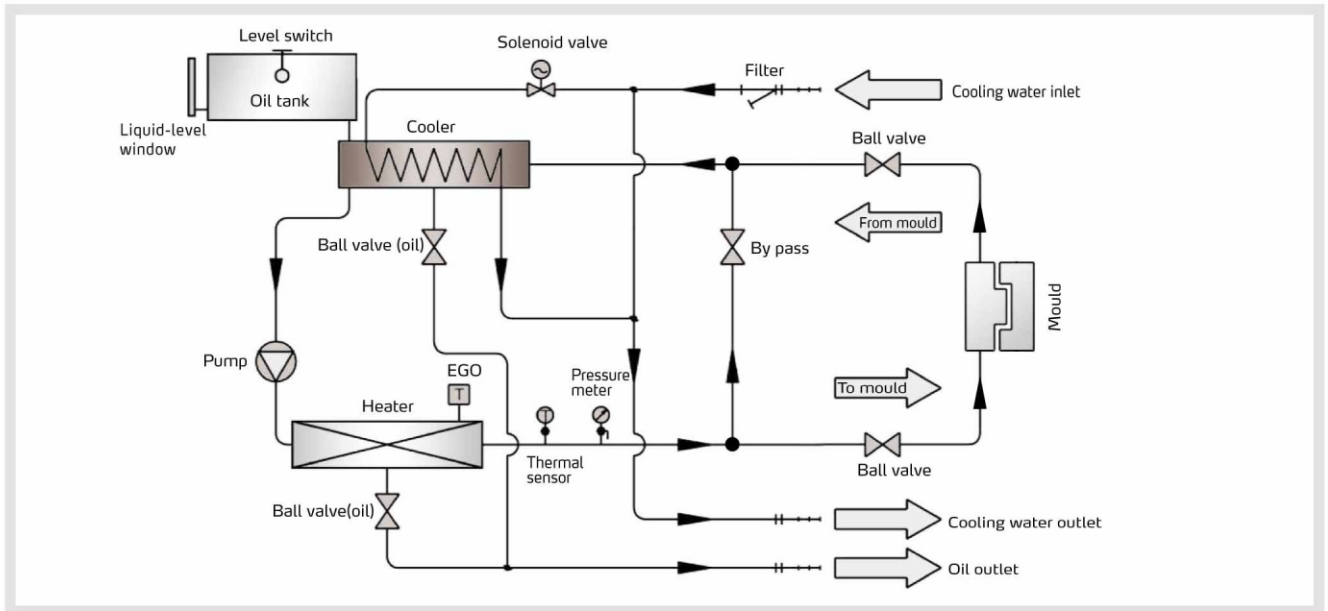 Level switch
Solenoid valve
Oil tank
Filter
Cooling water inlet
Liquid-level
window
Cooler
Ball valve
From mould
Ball valve (oil)
By pass
Mould
Pump
EGO
T
Pressure
meter
To mould
Heater
T
Thermal
sensor
Ball valve
Ball valve(oil)
Cooling water outlet
Oil outlet